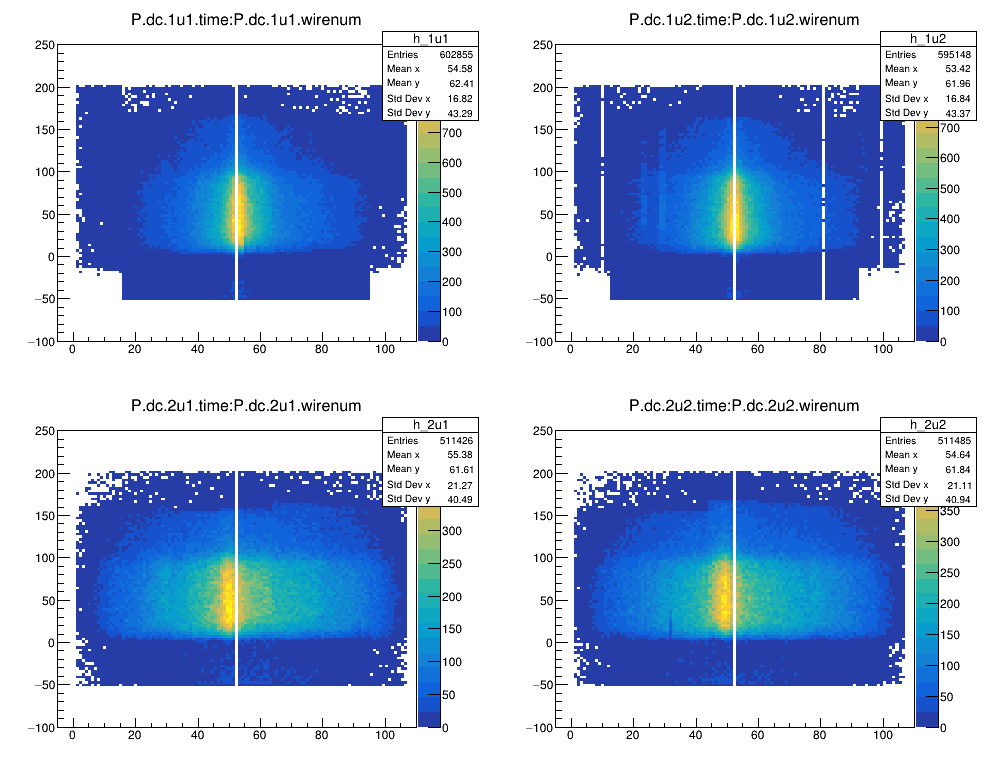 P.dc.1u1.time:P.dc.1u1.wirenum
h_1u1
Entries 602855
Mean x 54.58
Mean y 62.41
Std Dev x 16.82
Std Dev y 43.29
250
200
150
100
50
0
−50
−100
0 20 40 60 80 100
700
600
500
400
300
200
100
0
P.dc.1u2.time:P.dc.1u2.wirenum
h_1u2
Entries 595148
Mean x 53.42
Mean y 61.96
Std Dev x 16.84
Std Dev y 43.37
250
200
150
100
50
0
−50
−100
0 20 40 60 80 100
700
600
500
400
300
200
100
0
P.dc.2u1.time:P.dc.2u1.wirenum
h_2u1
Entries 511426
Mean x 55.38
Mean y 61.61
Std Dev x 21.27
Std Dev y 40.49
250
200
150
100
50
0
−50
−100
0 20 40 60 80 100
300
250
200
150
100
50
0
P.dc.2u2.time:P.dc.2u2.wirenum
h_2u2
Entries 511485
Mean x 54.64
Mean y 61.84
Std Dev x 21.11
Std Dev y 40.94
250
200
150
100
50
0
−50
−100
0 20 40 60 80 100
350
300
250
200
150
100
50
0